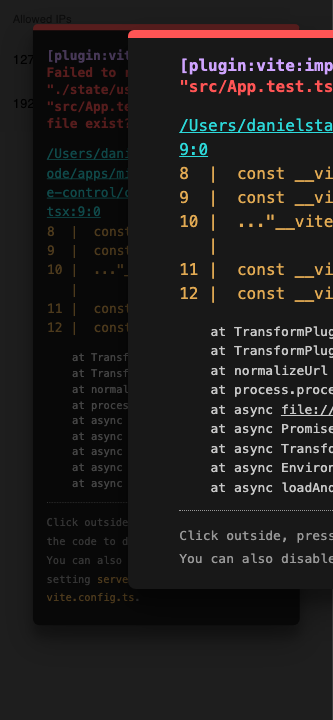 Allowed IPs
127
192
[plugin:vite
Failed to r
"./state/us
"src/App.te
file exist?
/Users/dani
ode/apps/mi
e-control/c
tsx:9:0
8 | const
9 | const
10 | ..."_
|
11 | const
12 | const
at Transf
at Transf
at normal
at proces
at async
at async
at async
at async
at async
Click outside
the code to d
You can also
setting serve
vite.config.ts.
[plugin:vite:imp
"src/App.test.ts
/Users/danielsta
9:0
8 | const __vi
9 | const __vi
10 | ..."__vite
|
11 | const __vi
12 | const __vi
at TransformPlug
at TransformPlug
at normalizeUrl
at process.proce
at async file://
at async Promise
at async Transfo
at async Environ
at async loadAnd
Click outside, press
You can also disable